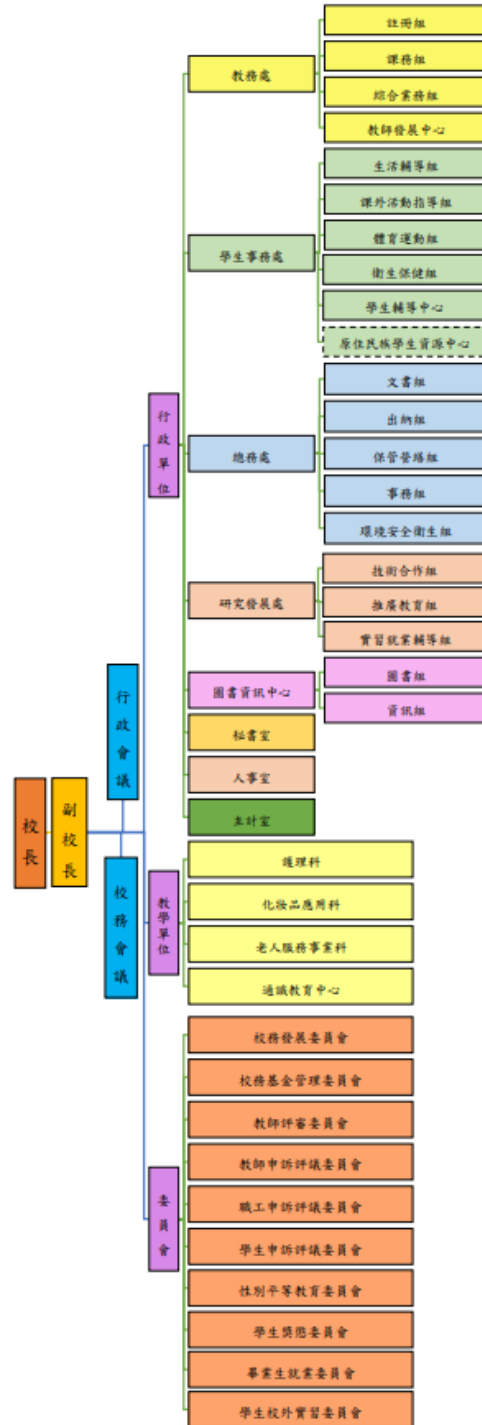 校長
副校長
行政會議
校務會議
行政單位
教務處
註冊組
課務組
綜合業務組
教師發展中心
學生事務處
生活輔導組
課外活動指導組
體育運動組
衛生保健組
學生輔導中心
原住民族學生資源中心
總務處
文書組
出納組
保管營繕組
事務組
環境安全衛生組
研究發展處
技術合作組
推廣教育組
實習就業輔導組
圖書資訊中心
圖書組
資訊組
秘書室
人事室
主計室
教學單位
護理科
化妝品應用科
老人服務事業科
通識教育中心
委員會
校務發展委員會
校務基金管理委員會
教師評審委員會
教師申訴評議委員會
職工申訴評議委員會
學生申訴評議委員會
性別平等教育委員會
學生獎懲委員會
畢業生就業委員會
學生校外實習委員會